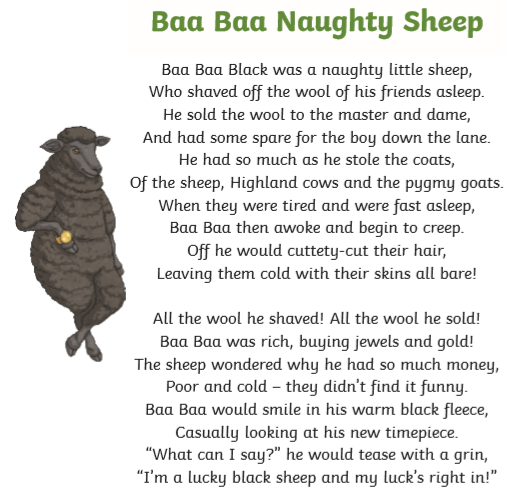 Baa Baa Naughty Sheep
Baa Baa Black was a naughty little sheep,
Who shaved off the wool of his friends asleep.
He sold the wool to the master and dame,
And had some spare for the boy down the lane.
He had so much as he stole the coats,
Of the sheep, Highland cows and the pygmy goats.
When they were tired and were fast asleep,
Baa Baa then awoke and begin to creep.
Off he would cuttety-cut their hair,
Leaving them cold with their skins all bare!
All the wool he shaved! All the wool he sold!
Baa Baa was rich, buying jewels and gold!
The sheep wondered why he had so much money,
Poor and cold – they didn't find it funny.
Baa Baa would smile in his warm black fleece,
Casually looking at his new timepiece.
“What can I say?” he would tease with a grin,
“I'm a lucky black sheep and my luck's right in!”